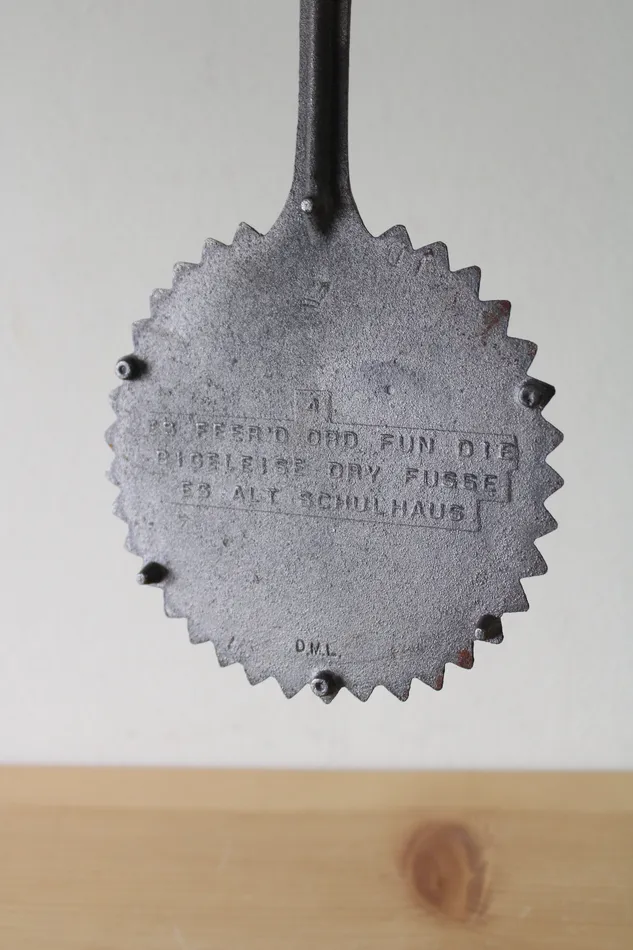 4
ES FEER'D ORD FUN DIE
BIGELEISE DRY FUSSE
ES ALT SCHULHAUS
D.M.L.